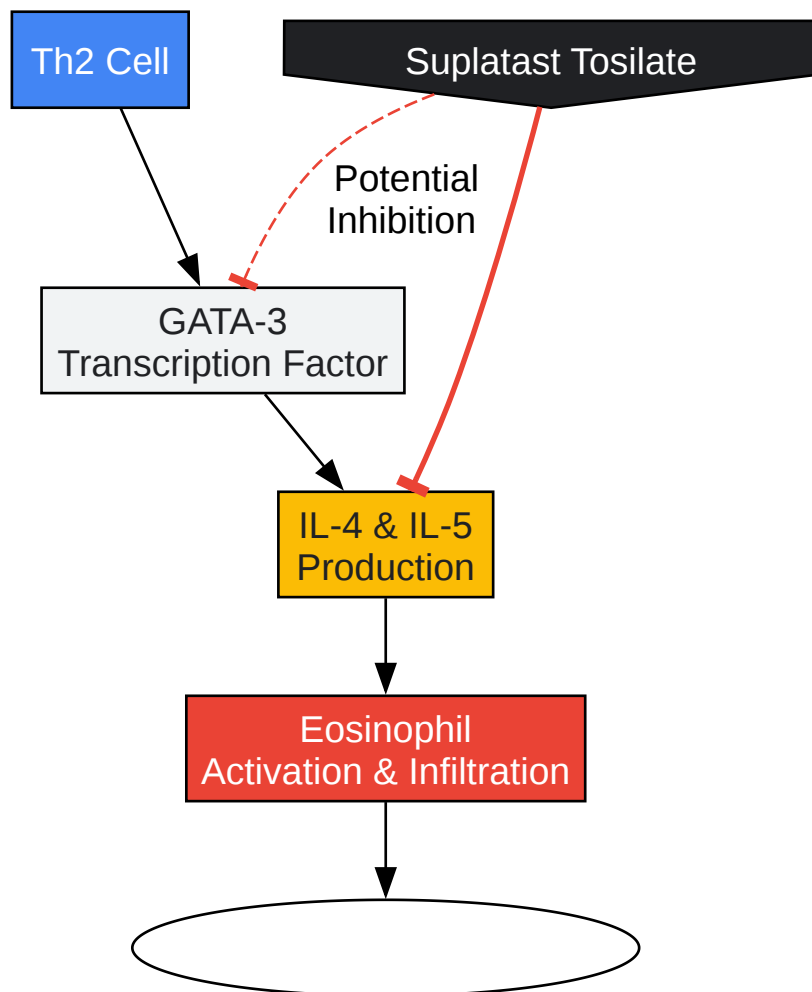 Th2 Cell
Suplatast Tosilate
Potential
Inhibition
GATA-3
Transcription Factor
IL-4 & IL-5
Production
Eosinophil
Activation & Infiltration